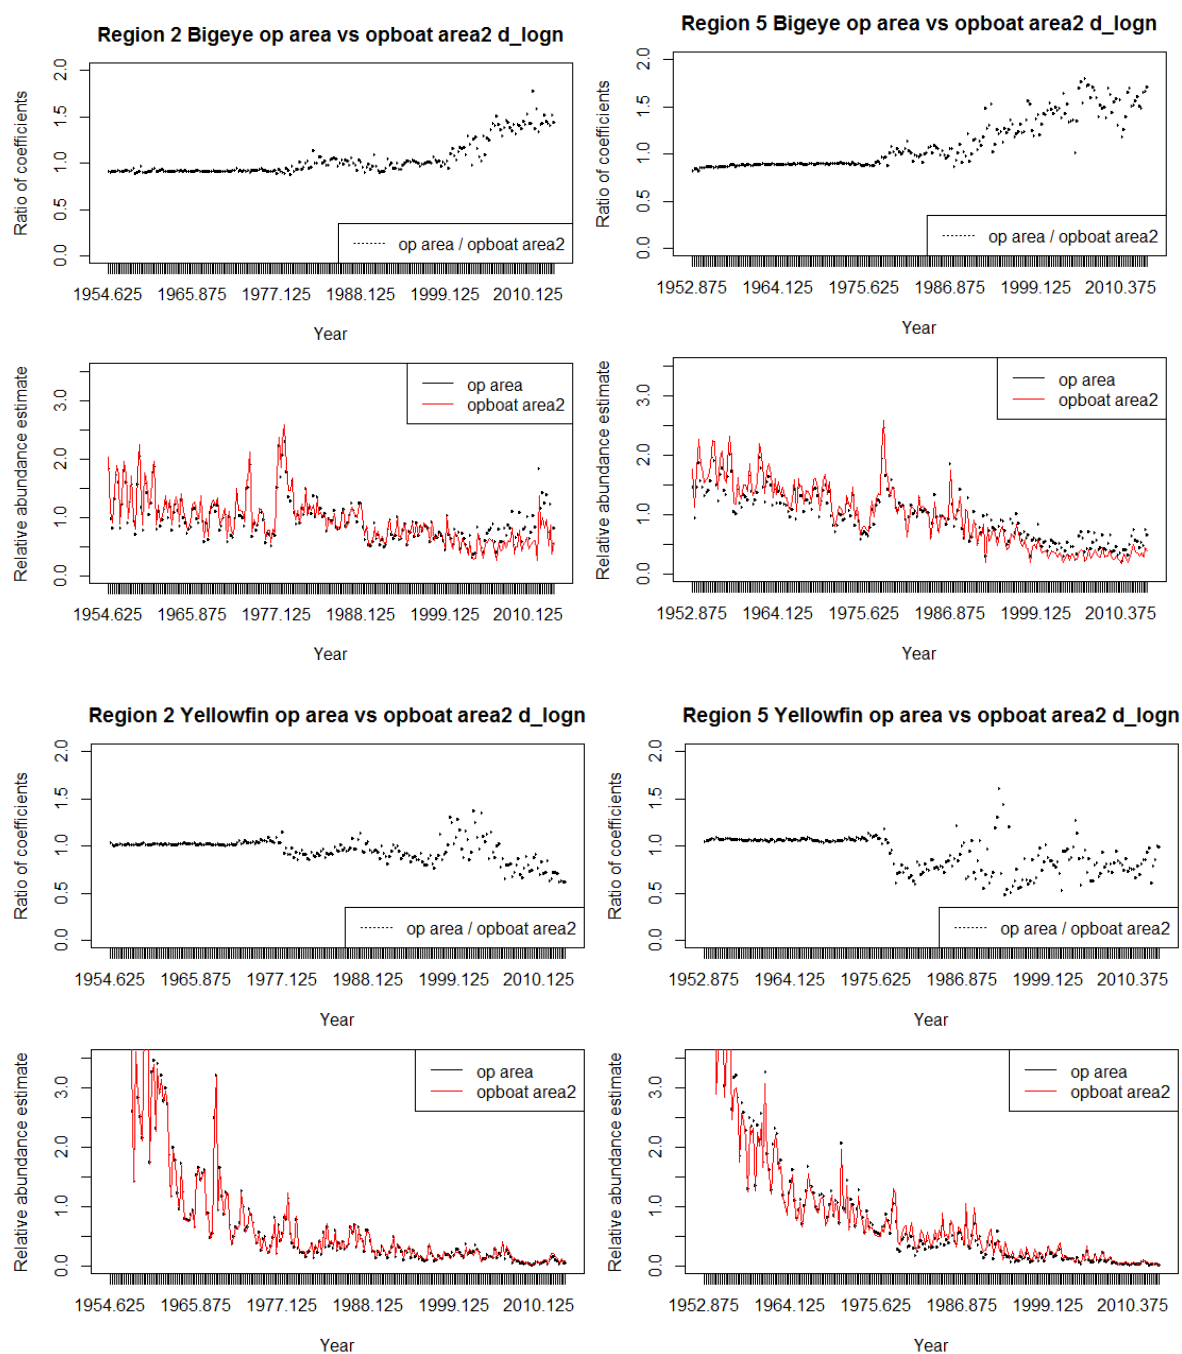 Region 2 Bigeye op area vs opboat area2 d_logn
Ratio of coefficients
0.0 0.5 1.0 1.5 2.0
op area / opboat area2
1954.625 1965.875 1977.125 1988.125 1999.125 2010.125
Year
Relative abundance estimate
0.0 1.0 2.0 3.0
op area
opboat area2
1954.625 1965.875 1977.125 1988.125 1999.125 2010.125
Year
Region 5 Bigeye op area vs opboat area2 d_logn
Ratio of coefficients
0.0 0.5 1.0 1.5 2.0
op area / opboat area2
1952.875 1964.125 1975.625 1986.875 1999.125 2010.375
Year
Relative abundance estimate
0.0 1.0 2.0 3.0
op area
opboat area2
1952.875 1964.125 1975.625 1986.875 1999.125 2010.375
Year
Region 2 Yellowfin op area vs opboat area2 d_logn
Ratio of coefficients
0.0 0.5 1.0 1.5 2.0
op area / opboat area2
1954.625 1965.875 1977.125 1988.125 1999.125 2010.125
Year
Relative abundance estimate
0.0 1.0 2.0 3.0
op area
opboat area2
1954.625 1965.875 1977.125 1988.125 1999.125 2010.125
Year
Region 5 Yellowfin op area vs opboat area2 d_logn
Ratio of coefficients
0.0 0.5 1.0 1.5 2.0
op area / opboat area2
1952.875 1964.125 1975.625 1986.875 1999.125 2010.375
Year
Relative abundance estimate
0.0 1.0 2.0 3.0
op area
opboat area2
1952.875 1964.125 1975.625 1986.875 1999.125 2010.375
Year